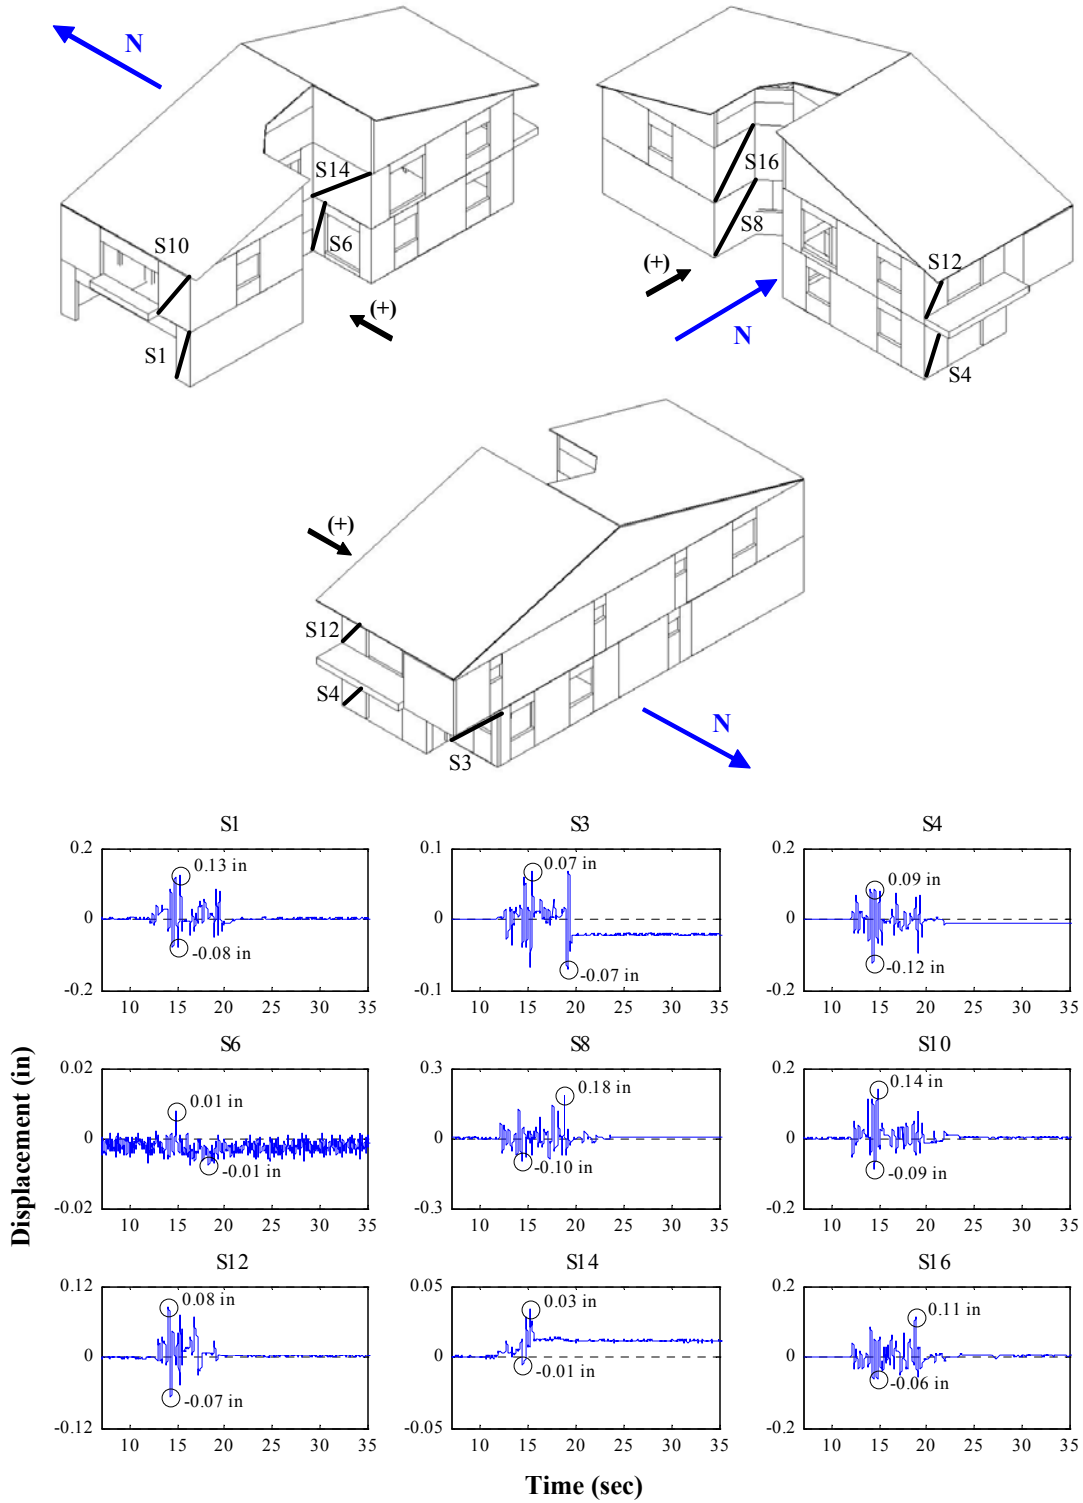 N
N
S14
S16
S6
S8
S10
S12
(+)
(+)
N
S1
S4
(+)
S12
S4
N
S3
S1
S3
S4
0.2
0
-0.2
0.13 in
-0.08 in
10 15 20 25 30 35
0.1
0
-0.1
0.07 in
-0.07 in
10 15 20 25 30 35
0.2
0
-0.2
0.09 in
-0.12 in
10 15 20 25 30 35
S6
S8
S10
0.02
0
-0.02
0.01 in
-0.01 in
10 15 20 25 30 35
0.3
0
-0.3
0.18 in
-0.10 in
10 15 20 25 30 35
0.2
0
-0.2
0.14 in
-0.09 in
10 15 20 25 30 35
S12
S14
S16
0.12
0
-0.12
0.08 in
-0.07 in
10 15 20 25 30 35
0.05
0
-0.05
0.03 in
-0.01 in
10 15 20 25 30 35
0.2
0
-0.2
0.11 in
-0.06 in
10 15 20 25 30 35
Displacement (in)
Time (sec)